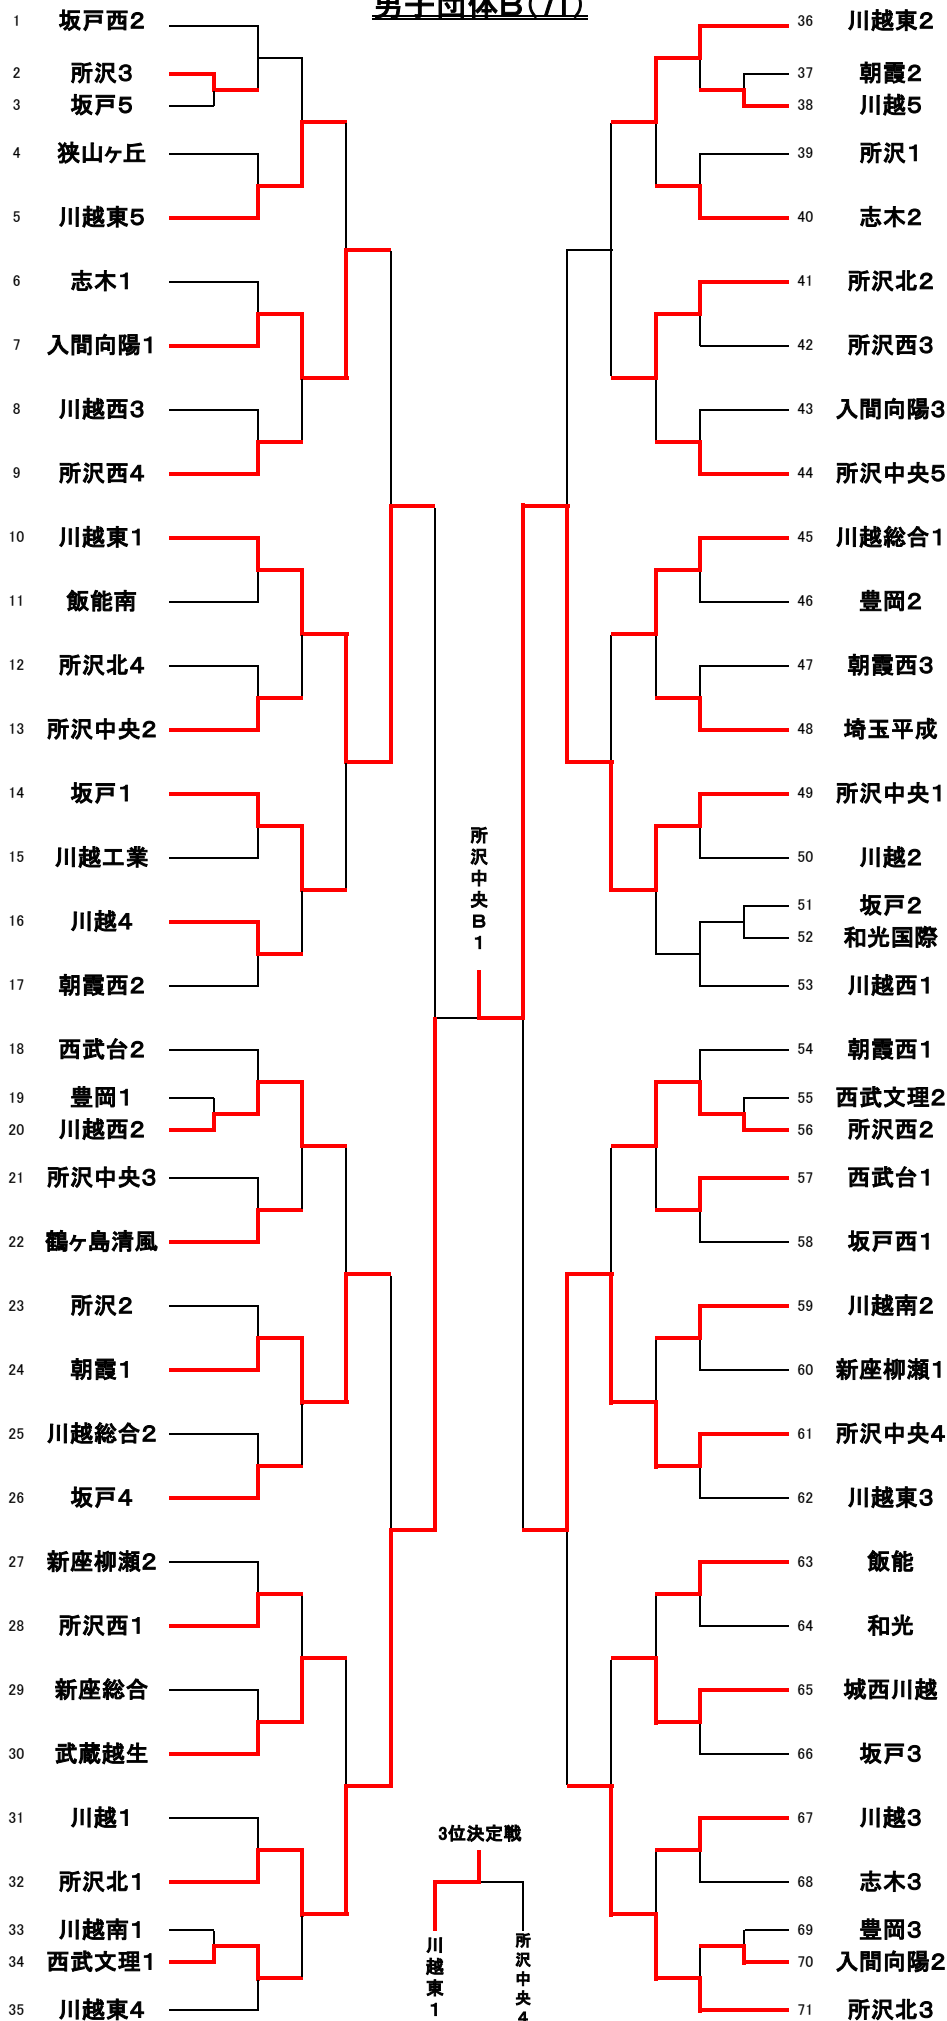 男子団体B(71)
1 坂戸西2
2 所沢3
3 坂戸5
4 狭山ヶ丘
5 川越東5
6 志木1
7 入間向陽1
8 川越西3
9 所沢西4
10 川越東1
11 飯能南
12 所沢北4
13 所沢中央2
14 坂戸1
15 川越工業
16 川越4
17 朝霞西2
18 西武台2
19 豊岡1
20 川越西2
21 所沢中央3
22 鶴ヶ島清風
23 所沢2
24 朝霞1
25 川越総合2
26 坂戸4
27 新座柳瀬2
28 所沢西1
29 新座総合
30 武蔵越生
31 川越1
32 所沢北1
33 川越南1
34 西武文理1
35 川越東4
所沢中央B1
3位決定戦
川越東1
所沢中央4
36 川越東2
37 朝霞2
38 川越5
39 所沢1
40 志木2
41 所沢北2
42 所沢西3
43 入間向陽3
44 所沢中央5
45 川越総合1
46 豊岡2
47 朝霞西3
48 埼玉平成
49 所沢中央1
50 川越2
51 坂戸2
52 和光国際
53 川越西1
54 朝霞西1
55 西武文理2
56 所沢西2
57 西武台1
58 坂戸西1
59 川越南2
60 新座柳瀬1
61 所沢中央4
62 川越東3
63 飯能
64 和光
65 城西川越
66 坂戸3
67 川越3
68 志木3
69 豊岡3
70 入間向陽2
71 所沢北3